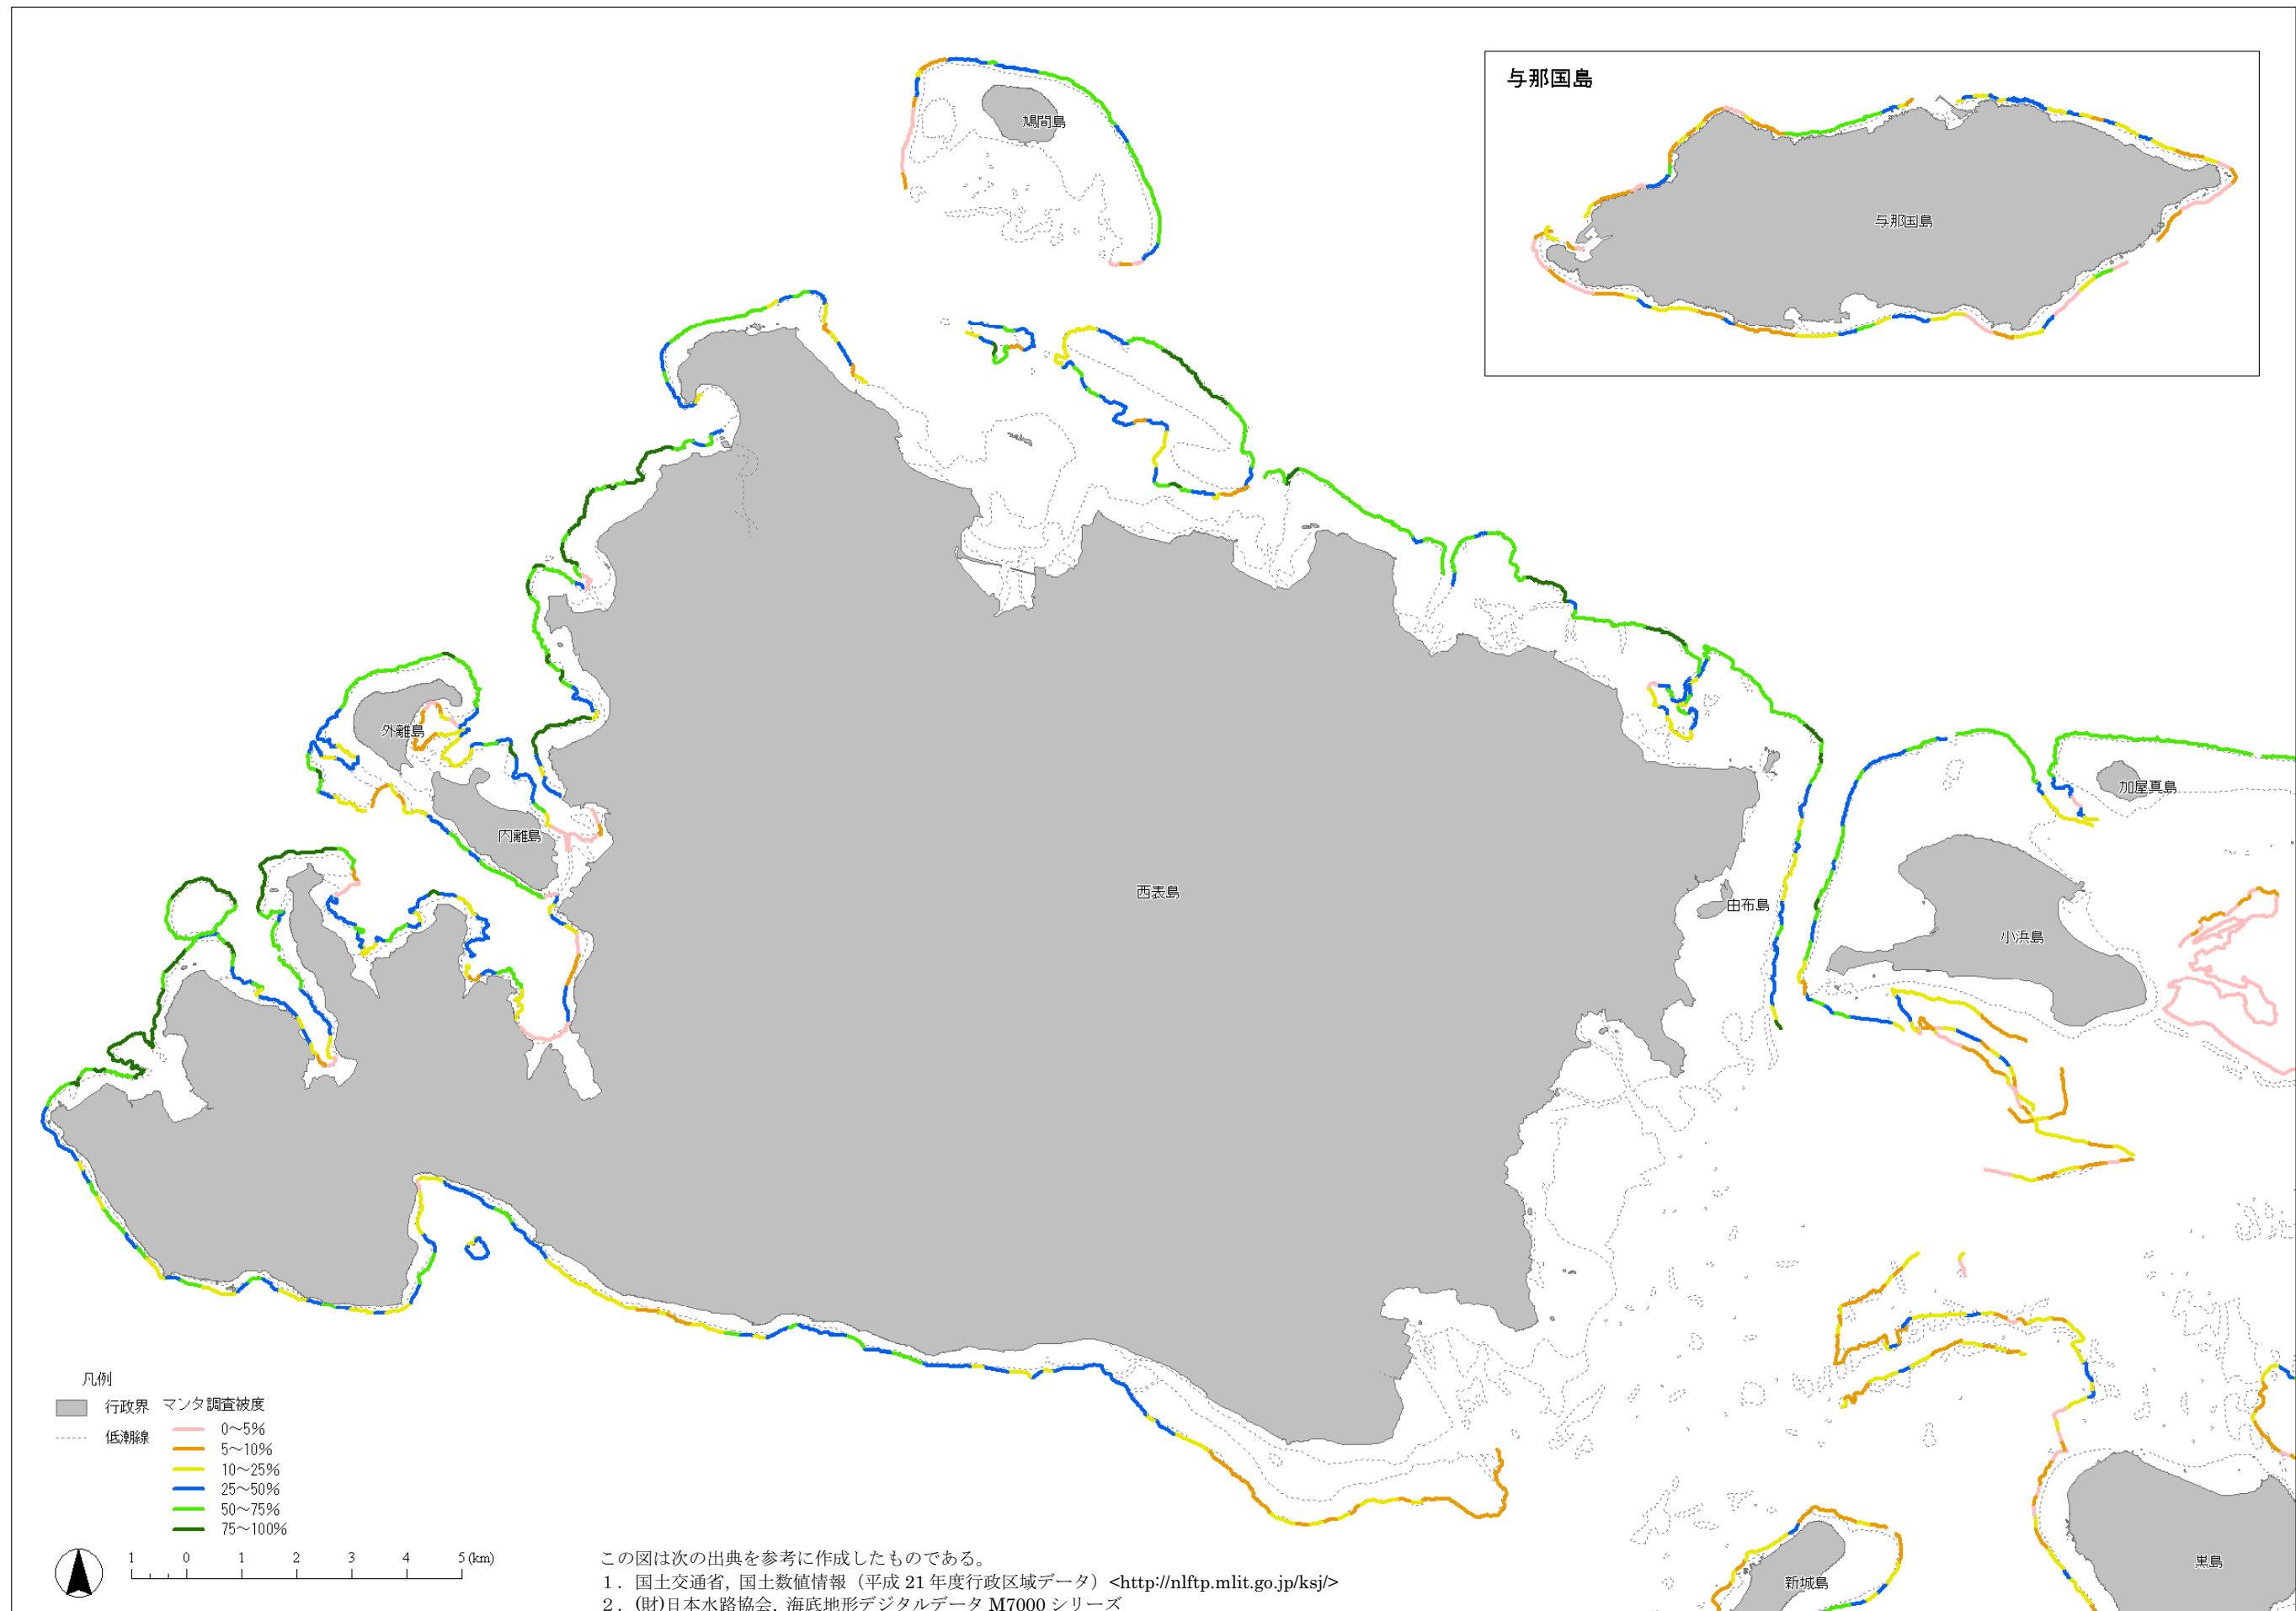 与那国島
鳩間島
与那国島
外離島
加屋真島
内離島
西表島
由布島
小浜島
凡例
行政界 マンタ調査被度
0～5%
低潮線
5～10%
10～25%
25～50%
50～75%
75～100%
1 0 1 2 3 4 5 (km)
この図は次の出典を参考に作成したものである。
1．国土交通省, 国土数値情報（平成 21 年度行政区域データ）<http://nlftp.mlit.go.jp/ksj/>
2．(財)日本水路協会, 海底地形デジタルデータ M7000 シリーズ
新城島
黒島